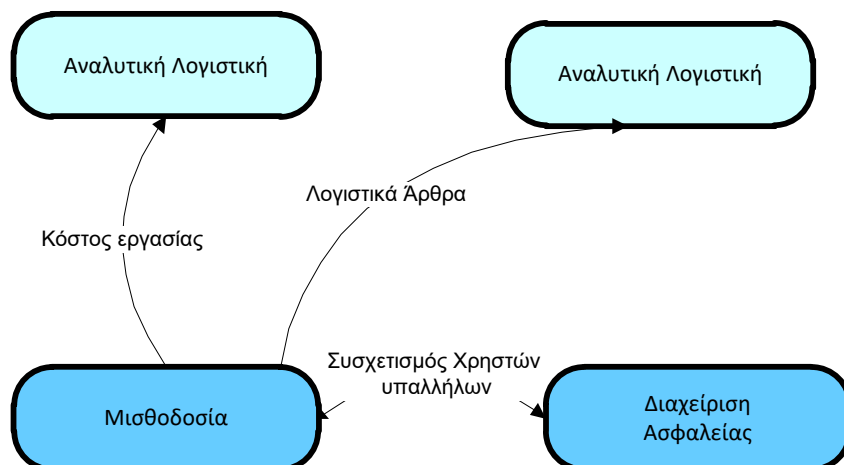 Αναλυτική Λογιστική
Αναλυτική Λογιστική
Λογιστικά Άρθρα
Κόστος εργασίας
Συσχετισμός Χρηστών
υπαλλήλων
Μισθοδοσία
Διαχείριση
Ασφαλείας